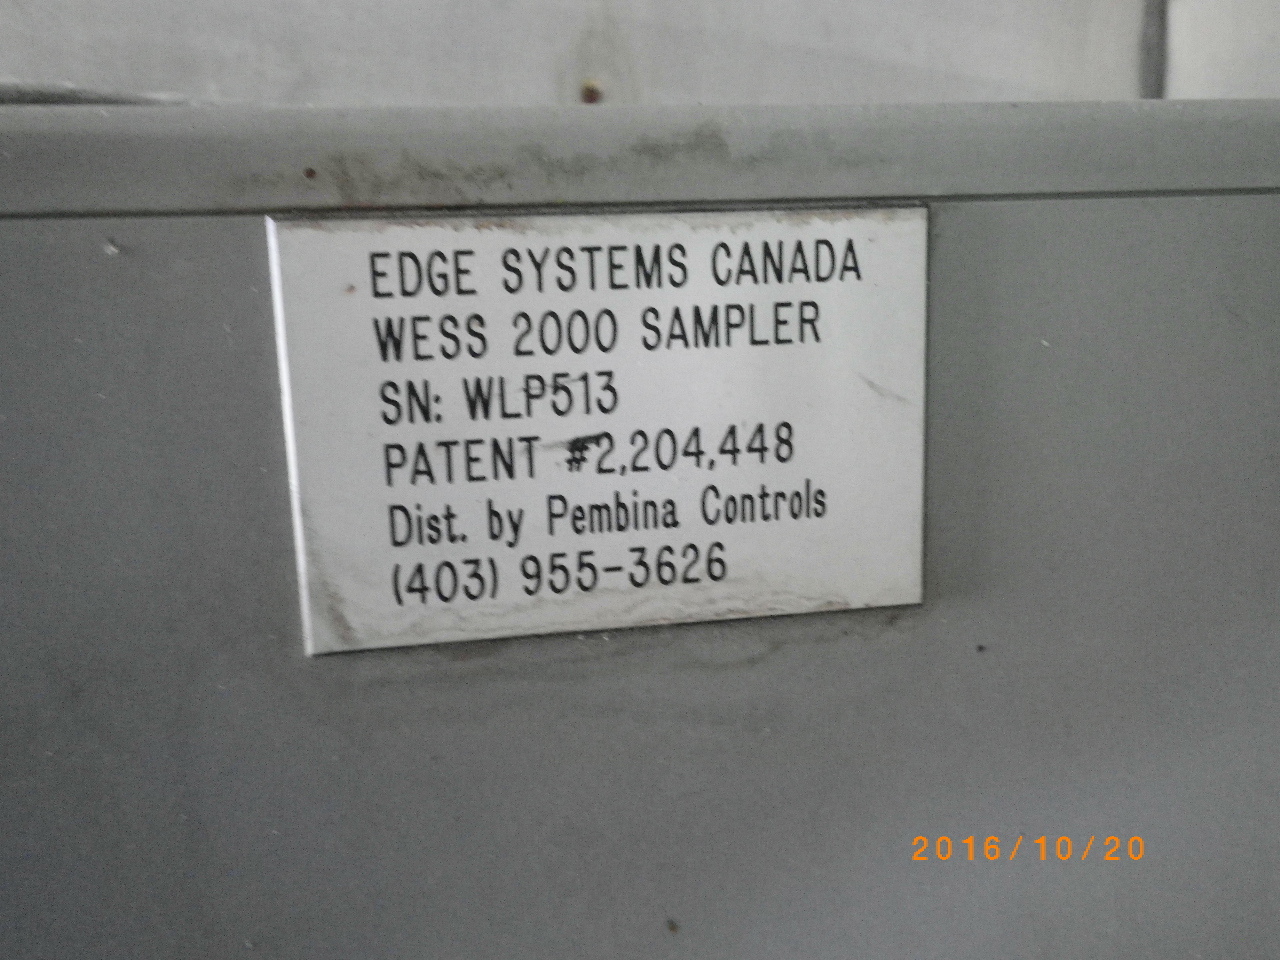 EDGE SYSTEMS CANADA
WESS 2000 SAMPLER
SN: WLP513
PATENT #2,204,448
Dist. by Pembina Controls
(403) 955-3626
2016/10/20